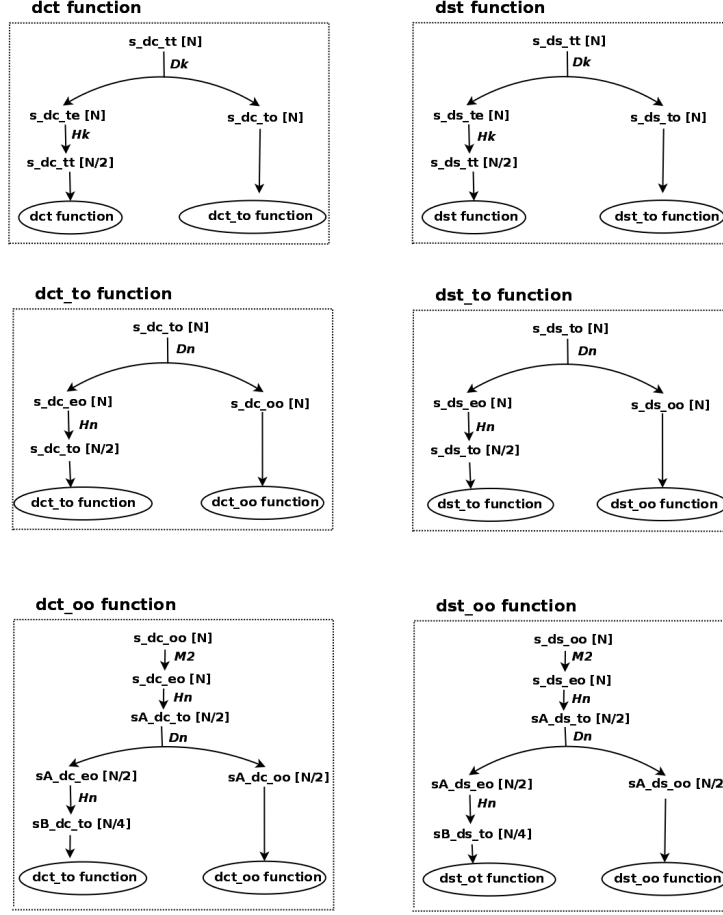 dct function
dst function
s_dc_tt [N]
s_ds_tt [N]
Dk
Dk
s_dc_te [N]
s_dc_to [N]
s_ds_te [N]
s_ds_to [N]
Hk
Hk
s_dc_tt [N/2]
s_ds_tt [N/2]
dct function
dct_to function
dst function
dst_to function
dct_to function
dst_to function
s_dc_to [N]
s_ds_to [N]
Dn
Dn
s_dc_eo [N]
s_dc_oo [N]
s_ds_eo [N]
s_ds_oo [N]
Hn
Hn
s_dc_to [N/2]
s_ds_to [N/2]
dct_to function
dct_oo function
dst_to function
dst_oo function
dct_oo function
dst_oo function
s_dc_oo [N]
s_ds_oo [N]
M2
M2
s_dc_eo [N]
s_ds_eo [N]
Hn
Hn
sA_dc_to [N/2]
sA_ds_to [N/2]
Dn
Dn
sA_dc_eo [N/2]
sA_dc_oo [N/2]
sA_ds_eo [N/2]
sA_ds_oo [N/2
Hn
Hn
sB_dc_to [N/4]
sB_ds_to [N/4]
dct_to function
dct_oo function
dst_ot function
dst_oo function